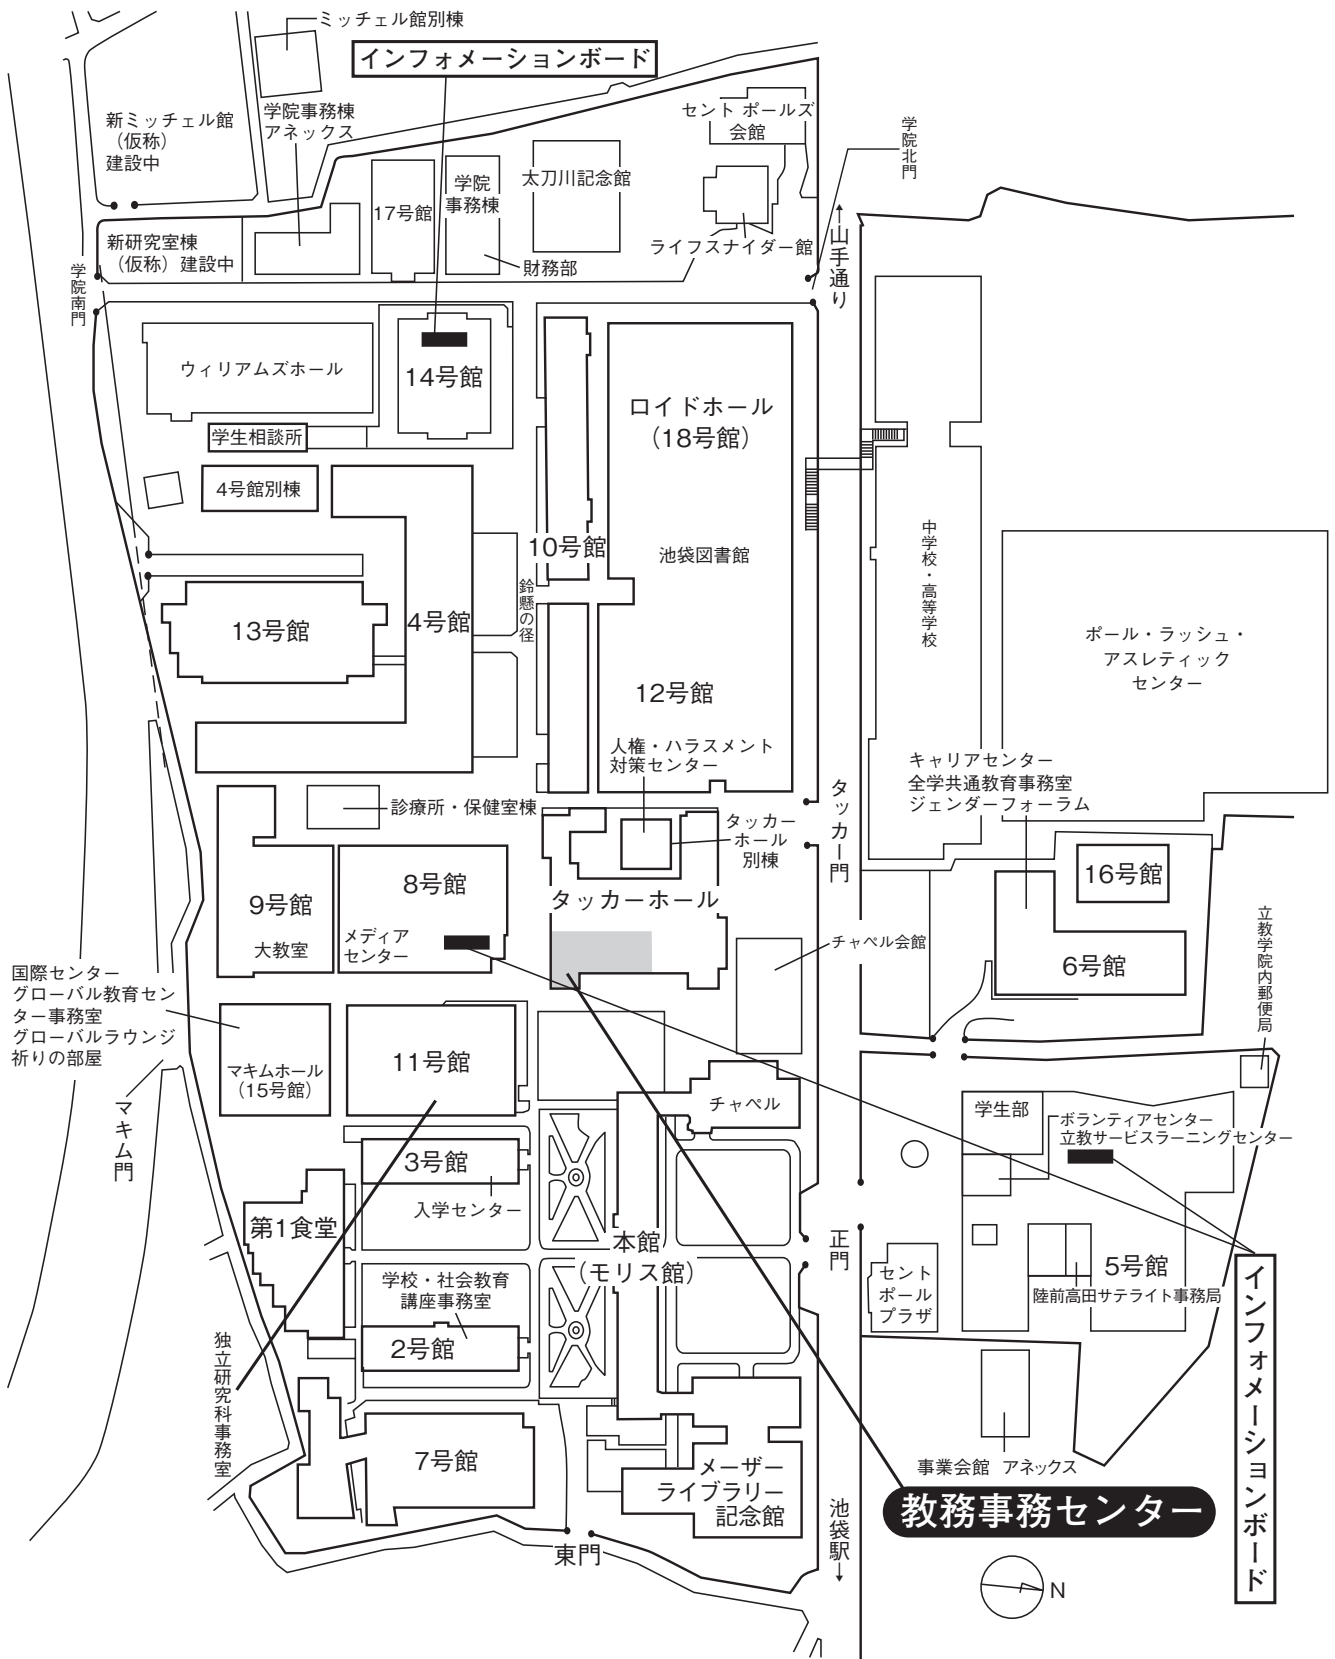 ミッチェル館別棟
インフォメーションボード
学院事務棟
アネックス
新ミッチェル館
(仮称)
建設中
セント ポールズ
会館
学院北門
太刀川記念館
学院
事務棟
17号館
新研究室棟
(仮称)建設中
財務部
ライフスナイダー館
←山手通り
学院南門
ウィリアムズホール
14号館
学生相談所
ロイドホール
(18号館)
4号館別棟
10号館
池袋図書館
中学校・高等学校
鈴懸の径
13号館
4号館
ポール・ラッシュ・
アスレティック
センター
12号館
人権・ハラスメント
対策センター
キャリアセンター
全学共通教育事務室
ジェンダーフォーラム
診療所・保健室棟
タッカー
ホール
別棟
タッカー門
16号館
8号館
9号館
大教室
タッカーホール
メディア
センター
チャペル会館
6号館
立教学院内郵便局
国際センター
グローバル教育セン
ター事務室
グローバルラウンジ
祈りの部屋
11号館
マキムホール
(15号館)
チャペル
学生部
ボランティアセンター
立教サービスラーニングセンター
マキム門
3号館
入学センター
第1食堂
本館
(モリス館)
正門
セント
ポール
プラザ
5号館
陸前高田サテライト事務局
インフォメーションボード
学校・社会教育
講座事務室
2号館
独立研究科事務室
7号館
メーザー
ライブラリー
記念館
事業会館 アネックス
教務事務センター
池袋駅→
東門
N